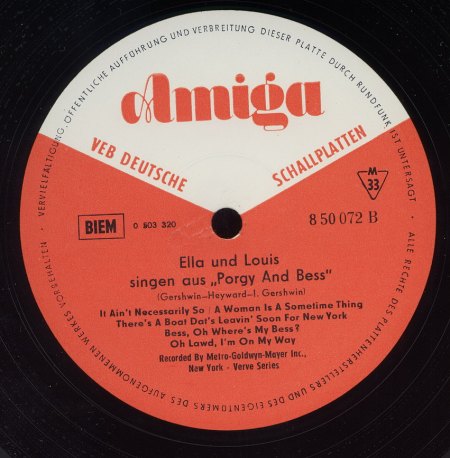 Amiga
VEB DEUTSCHE SCHALLPLATTEN
BIEM 0 503 320
M 33
8 50 072 B
Ella und Louis
singen aus „Porgy And Bess"
(Gershwin–Heyward–I. Gershwin)
It Ain't Necessarily So / A Woman Is A Sometime Thing
There's A Boat Dat's Leavin' Soon For New York
Bess, Oh Where's My Bess?
Oh Lawd, I'm On My Way
Recorded By Metro-Goldwyn-Mayer Inc.,
New York - Verve Series
ALLE RECHTE DES PLATTENHERSTELLERS UND DES EIGENTÜMERS DES AUFGENOMMENEN WERKES VORBEHALTEN · VERVIELFÄLTIGUNG, ÖFFENTLICHE AUFFÜHRUNG UND VERBREITUNG DIESER PLATTE DURCH RUNDFUNK IST UNTERSAGT ·